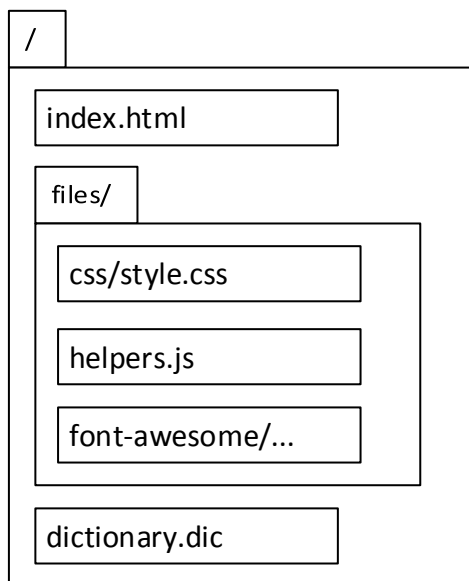 /
index.html
files/
css/style.css
helpers.js
font-awesome/...
dictionary.dic